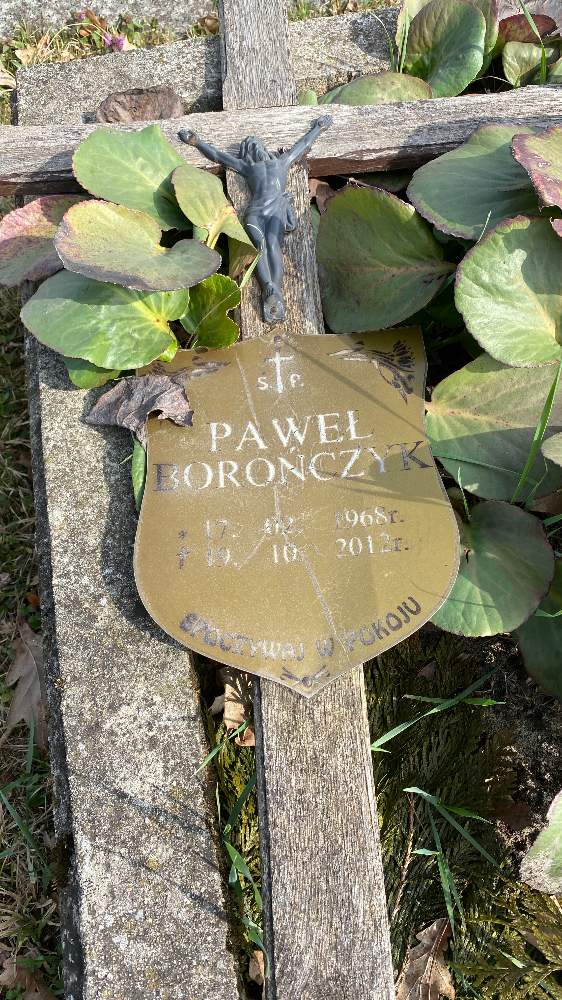 Ś. P.
PAWEŁ
BOROŃCZYK
* 17. 02. 1968r.
† 19. 10. 2012r.
SPOCZYWAJ W POKOJU